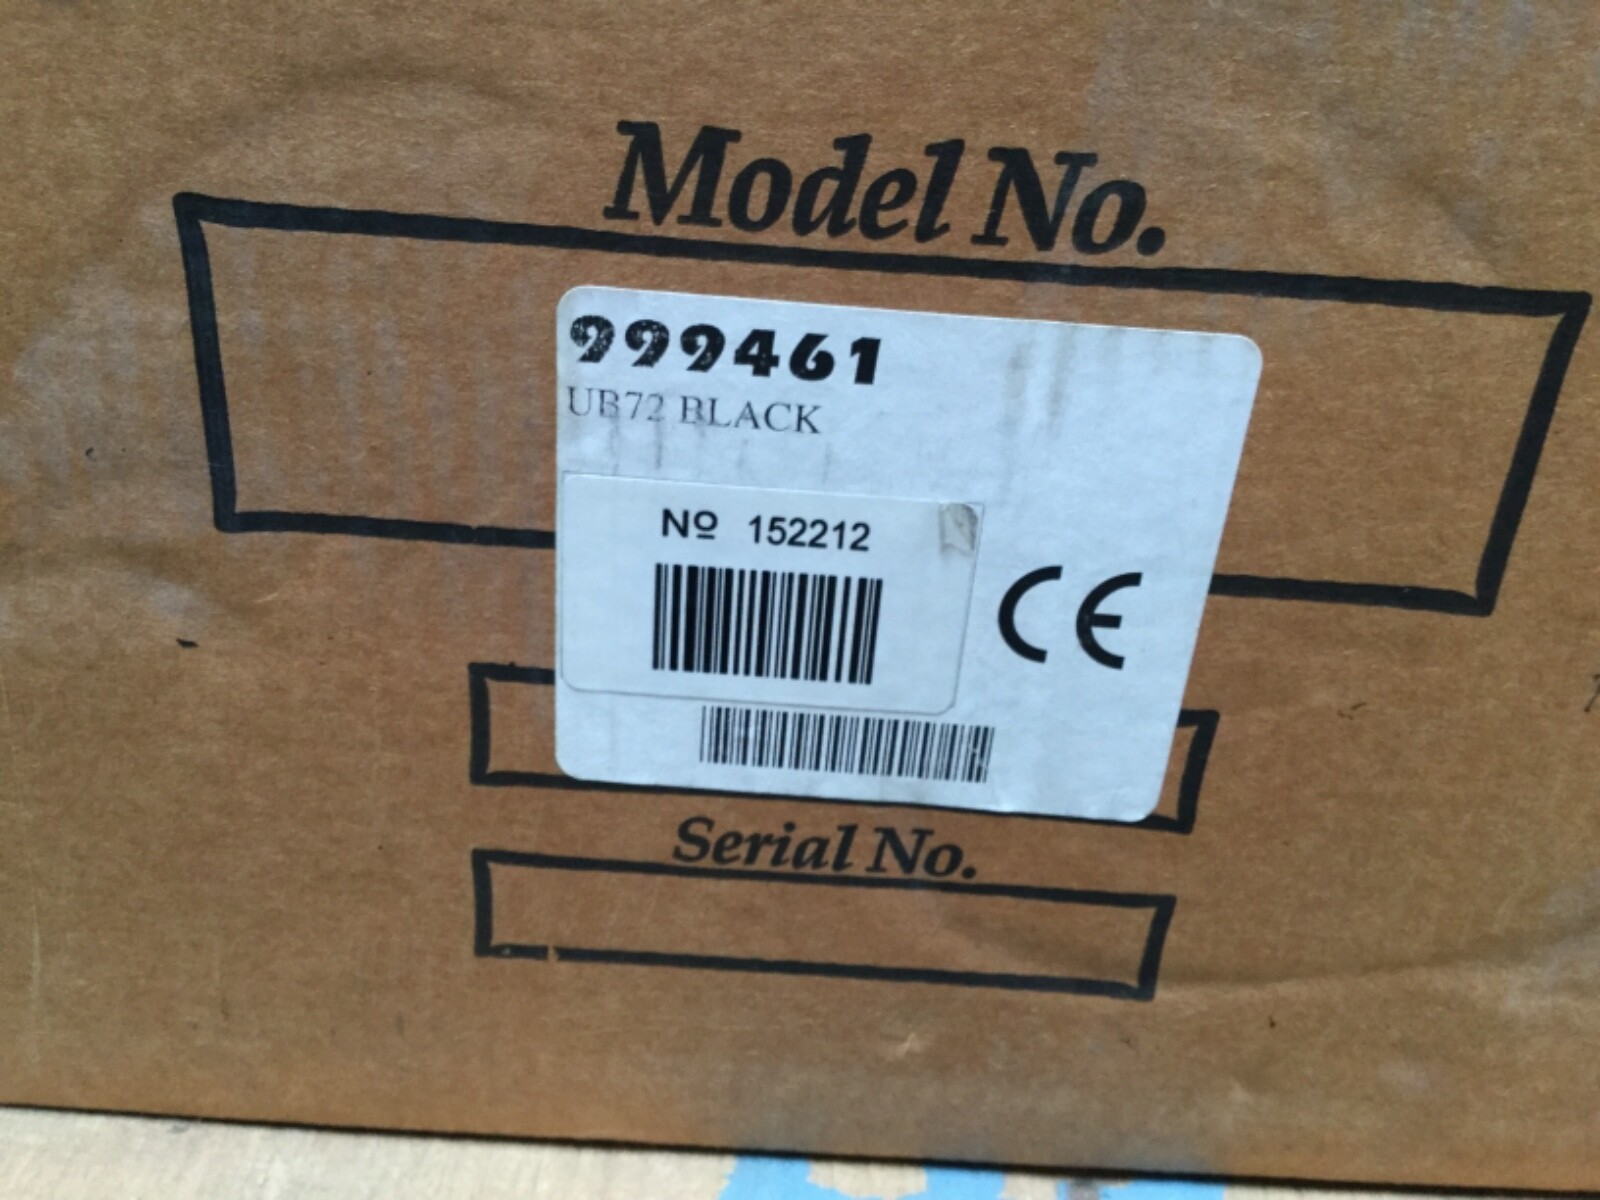 Model No.
999461
UB72 BLACK
Nº 152212
CE
Serial No.